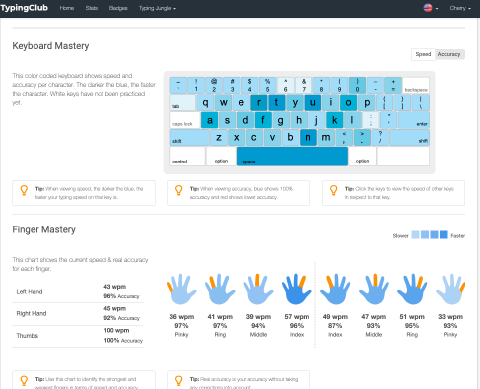 TypingClub Home Stats Badges Typing Jungle Cherry
Keyboard Mastery
Speed Accuracy
This color coded keyboard shows speed and
accuracy per character. The darker the blue, the faster
the character. White keys have not been practiced
yet.
~ ! @ # $ % ^ & * ( ) _ +
` 1 2 3 4 5 6 7 8 9 0 - = backspace
tab q w e r t y u i o p { [ } ] | \
caps lock a s d f g h j k l : ; " ' enter
shift z x c v b n m < , > . ? / shift
control option space option
Tip: When viewing speed, the darker the blue, the
faster your typing speed on the key is.
Tip: When viewing accuracy, blue shows 100%
accuracy and red shows lower accuracy.
Tip: Click the keys to view the speed of other keys
in respect to that key.
Finger Mastery
Slower Faster
This chart shows the current speed & real accuracy
for each finger.
Left Hand 43 wpm
96% Accuracy
Right Hand 45 wpm
92% Accuracy
Thumbs 100 wpm
100% Accuracy
36 wpm 41 wpm 39 wpm 57 wpm 49 wpm 47 wpm 51 wpm 33 wpm
97% 97% 94% 96% 87% 93% 95% 93%
Pinky Ring Middle Index Index Middle Ring Pinky
Tip: Use this chart to identify the strongest and
weakest fingers in terms of speed and accuracy.
Tip: Real accuracy is your accuracy without taking
any corrections into account.